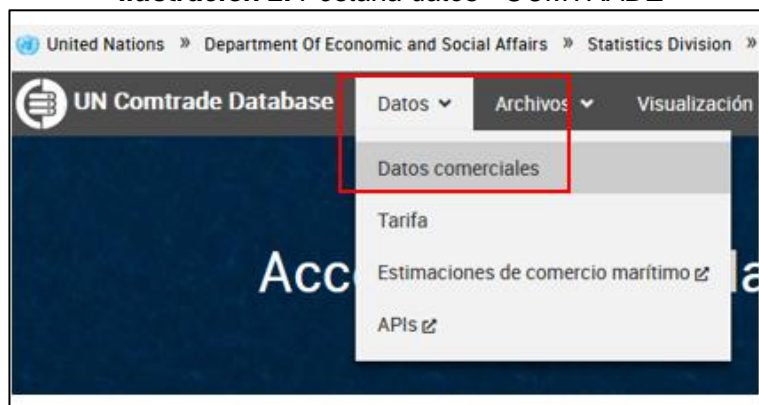 United Nations » Department Of Economic and Social Affairs » Statistics Division »
UN Comtrade Database Datos Archivos Visualización
Datos comerciales
Tarifa
Acc
Estimaciones de comercio marítimo
APIs